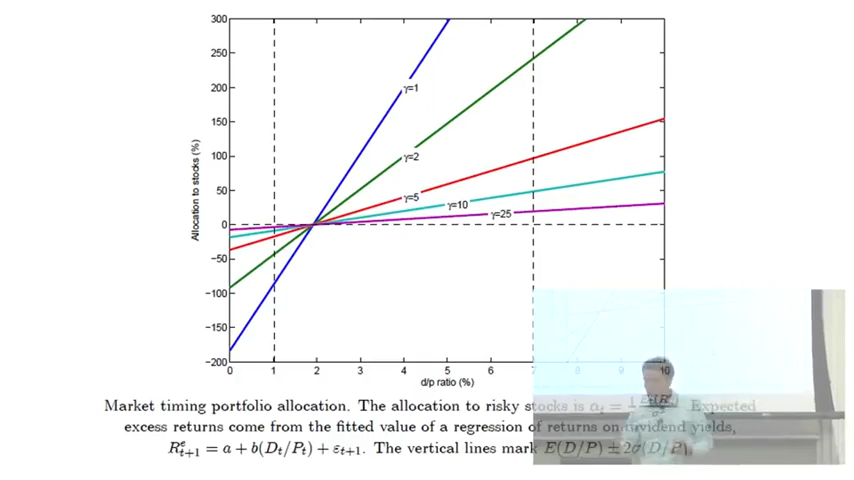 300
250
200
150
100
50
0
−50
−100
−150
−200
Allocation to stocks (%)
γ=1
γ=2
γ=5
γ=10
γ=25
0 1 2 3 4 5 6 7 8 9 10
d/p ratio (%)
Market timing portfolio allocation. The allocation to risky stocks is αt = Expected
excess returns come from the fitted value of a regression of returns on dividend yields,
R^e_{t+1} = a + b(D_t/P_t) + ε_{t+1}. The vertical lines mark E(D/P) ± 2σ(D/P).